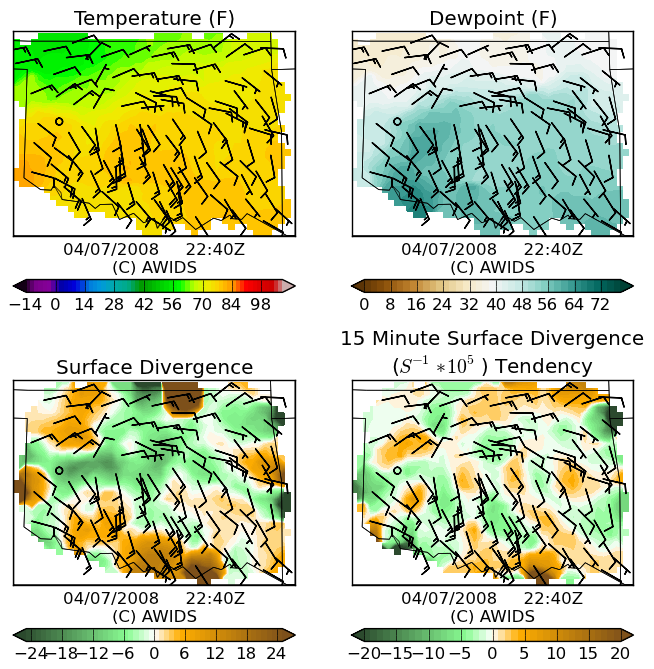 Temperature (F)
Dewpoint (F)
04/07/2008 22:40Z
(C) AWIDS
−14 0 14 28 42 56 70 84 98
04/07/2008 22:40Z
(C) AWIDS
0 8 16 24 32 40 48 56 64 72
Surface Divergence
15 Minute Surface Divergence
(S⁻¹ *10⁵ ) Tendency
04/07/2008 22:40Z
(C) AWIDS
−24−18−12−6 0 6 12 18 24
04/07/2008 22:40Z
(C) AWIDS
−20−15−10−5 0 5 10 15 20